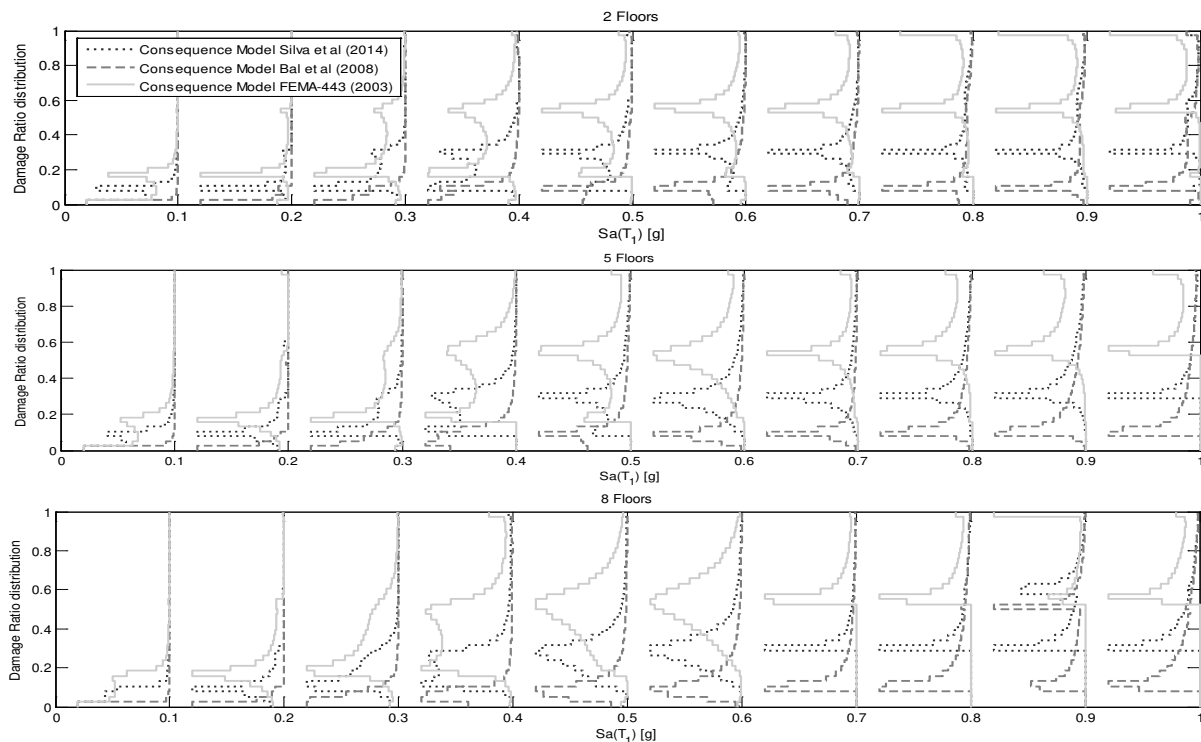 2 Floors
Consequence Model Silva et al (2014)
Consequence Model Bal et al (2008)
Consequence Model FEMA-443 (2003)
Damage Ratio distribution
1
0.8
0.6
0.4
0.2
0
0 0.1 0.2 0.3 0.4 0.5 0.6 0.7 0.8 0.9 1
Sa(T1) [g]
5 Floors
Damage Ratio distribution
1
0.8
0.6
0.4
0.2
0
0 0.1 0.2 0.3 0.4 0.5 0.6 0.7 0.8 0.9 1
Sa(T1) [g]
8 Floors
Damage Ratio distribution
1
0.8
0.6
0.4
0.2
0
0 0.1 0.2 0.3 0.4 0.5 0.6 0.7 0.8 0.9 1
Sa(T1) [g]